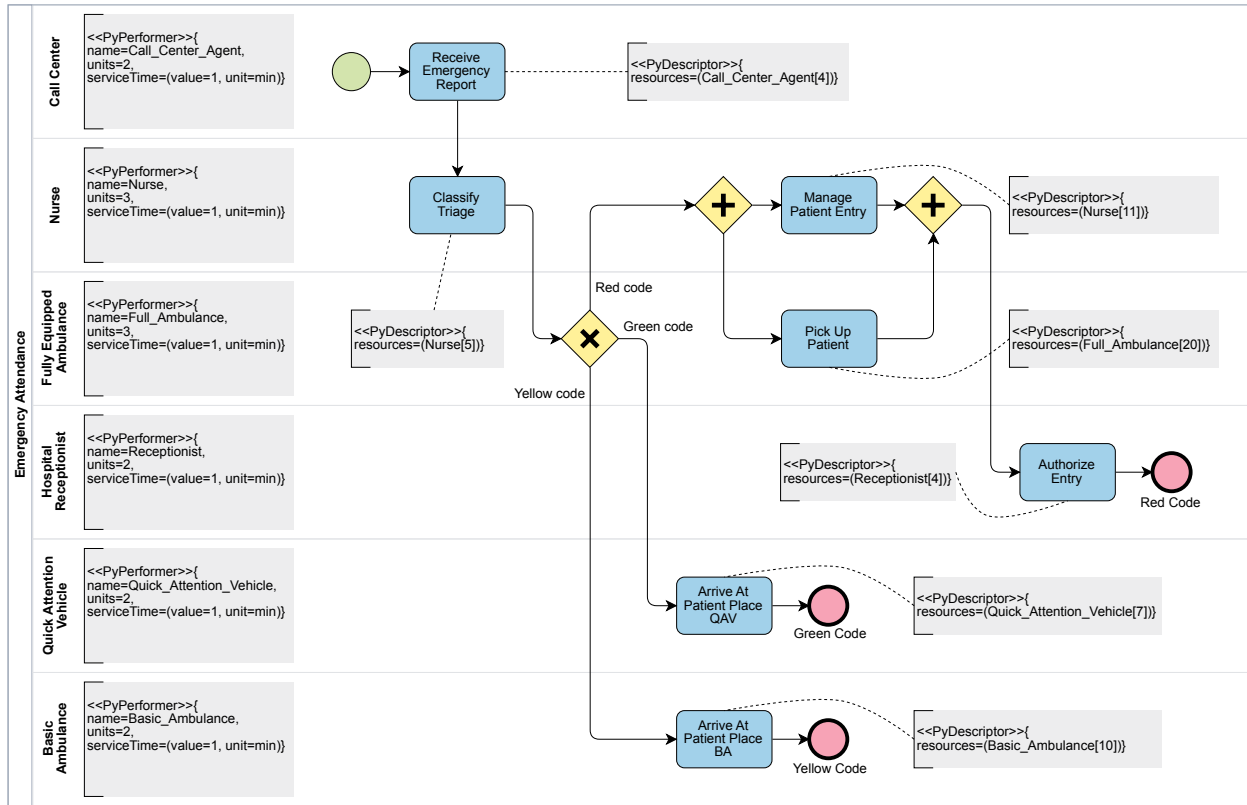 Emergency Attendance
Call Center
<<PyPerformer>>{
name=Call_Center_Agent,
units=2,
serviceTime=(value=1, unit=min)}
Receive
Emergency
Report
<<PyDescriptor>>{
resources=(Call_Center_Agent[4])}
Nurse
<<PyPerformer>>{
name=Nurse,
units=3,
serviceTime=(value=1, unit=min)}
Classify
Triage
Manage
Patient Entry
<<PyDescriptor>>{
resources=(Nurse[11])}
Fully Equipped
Ambulance
<<PyPerformer>>{
name=Full_Ambulance,
units=3,
serviceTime=(value=1, unit=min)}
<<PyDescriptor>>{
resources=(Nurse[5])}
Red code
Green code
Yellow code
Pick Up
Patient
<<PyDescriptor>>{
resources=(Full_Ambulance[20])}
Hospital
Receptionist
<<PyPerformer>>{
name=Receptionist,
units=2,
serviceTime=(value=1, unit=min)}
<<PyDescriptor>>{
resources=(Receptionist[4])}
Authorize
Entry
Red Code
Quick Attention
Vehicle
<<PyPerformer>>{
name=Quick_Attention_Vehicle,
units=2,
serviceTime=(value=1, unit=min)}
Arrive At
Patient Place
QAV
Green Code
<<PyDescriptor>>{
resources=(Quick_Attention_Vehicle[7])}
Basic
Ambulance
<<PyPerformer>>{
name=Basic_Ambulance,
units=2,
serviceTime=(value=1, unit=min)}
Arrive At
Patient Place
BA
Yellow Code
<<PyDescriptor>>{
resources=(Basic_Ambulance[10])}